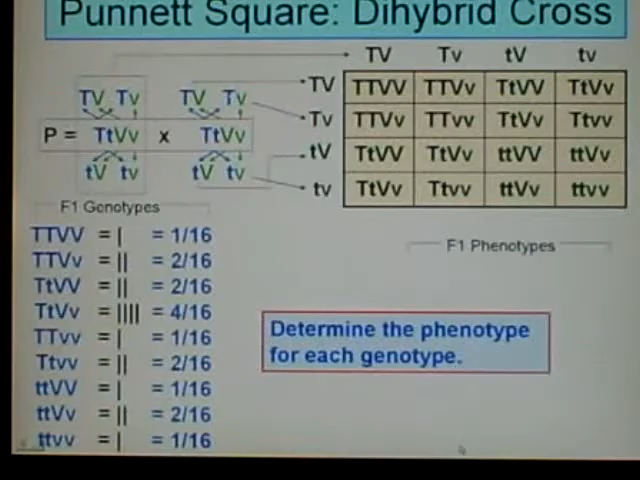 Punnett Square: Dihybrid Cross
TV Tv tV tv
TV TTVV TTVv TtVV TtVv
Tv TTVv TTvv TtVv Ttvv
tV TtVV TtVv ttVV ttVv
tv TtVv Ttvv ttVv ttvv
TV Tv TV Tv
P = TtVv x TtVv
tV tv tV tv
F1 Genotypes
TTVV = | = 1/16
TTVv = || = 2/16
TtVV = || = 2/16
TtVv = |||| = 4/16
TTvv = | = 1/16
Ttvv = || = 2/16
ttVV = | = 1/16
ttVv = || = 2/16
ttvv = | = 1/16
F1 Phenotypes
Determine the phenotype
for each genotype.